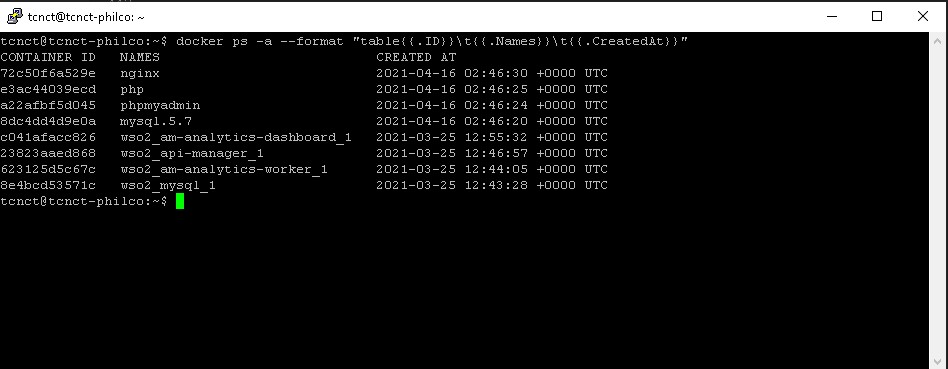 tcnct@tcnct-philco: ~
tcnct@tcnct-philco:~$ docker ps -a --format "table{{.ID}}\t{{.Names}}\t{{.CreatedAt}}"
CONTAINER ID   NAMES                           CREATED AT
72c50f6a529e   nginx                           2021-04-16 02:46:30 +0000 UTC
e3ac44039ecd   php                             2021-04-16 02:46:25 +0000 UTC
a22afbf5d045   phpmyadmin                      2021-04-16 02:46:24 +0000 UTC
8dc4dd4d9e0a   mysql.5.7                       2021-04-16 02:46:20 +0000 UTC
c041afacc826   wso2_am-analytics-dashboard_1   2021-03-25 12:55:32 +0000 UTC
23823aaed868   wso2_api-manager_1              2021-03-25 12:46:57 +0000 UTC
623125d5c67c   wso2_am-analytics-worker_1      2021-03-25 12:44:05 +0000 UTC
8e4bcd53571c   wso2_mysql_1                    2021-03-25 12:43:28 +0000 UTC
tcnct@tcnct-philco:~$